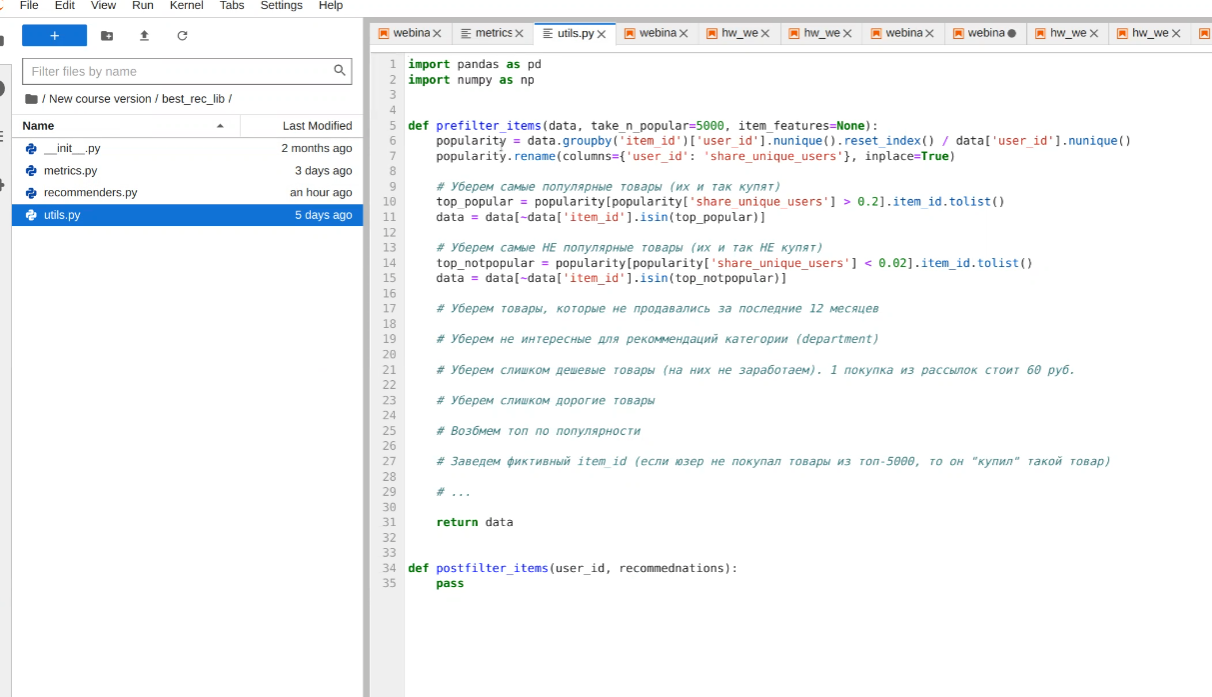 File Edit View Run Kernel Tabs Settings Help
webina metrics utils.py webina hw_we hw_we webina webina hw_we hw_we
+
Filter files by name
/ New course version / best_rec_lib /
Name Last Modified
__init__.py 2 months ago
metrics.py 3 days ago
recommenders.py an hour ago
utils.py 5 days ago
1 import pandas as pd
2 import numpy as np
3
4
5 def prefilter_items(data, take_n_popular=5000, item_features=None):
6 popularity = data.groupby('item_id')['user_id'].nunique().reset_index() / data['user_id'].nunique()
7 popularity.rename(columns={'user_id': 'share_unique_users'}, inplace=True)
8
9 # Уберем самые популярные товары (их и так купят)
10 top_popular = popularity[popularity['share_unique_users'] > 0.2].item_id.tolist()
11 data = data[~data['item_id'].isin(top_popular)]
12
13 # Уберем самые НЕ популярные товары (их и так НЕ купят)
14 top_notpopular = popularity[popularity['share_unique_users'] < 0.02].item_id.tolist()
15 data = data[~data['item_id'].isin(top_notpopular)]
16
17 # Уберем товары, которые не продавались за последние 12 месяцев
18
19 # Уберем не интересные для рекоммендаций категории (department)
20
21 # Уберем слишком дешевые товары (на них не заработаем). 1 покупка из рассылок стоит 60 руб.
22
23 # Уберем слишком дорогие товары
24
25 # Возбмем топ по популярности
26
27 # Заведем фиктивный item_id (если юзер не покупал товары из топ-5000, то он "купил" такой товар)
28
29 # ...
30
31 return data
32
33
34 def postfilter_items(user_id, recommednations):
35 pass